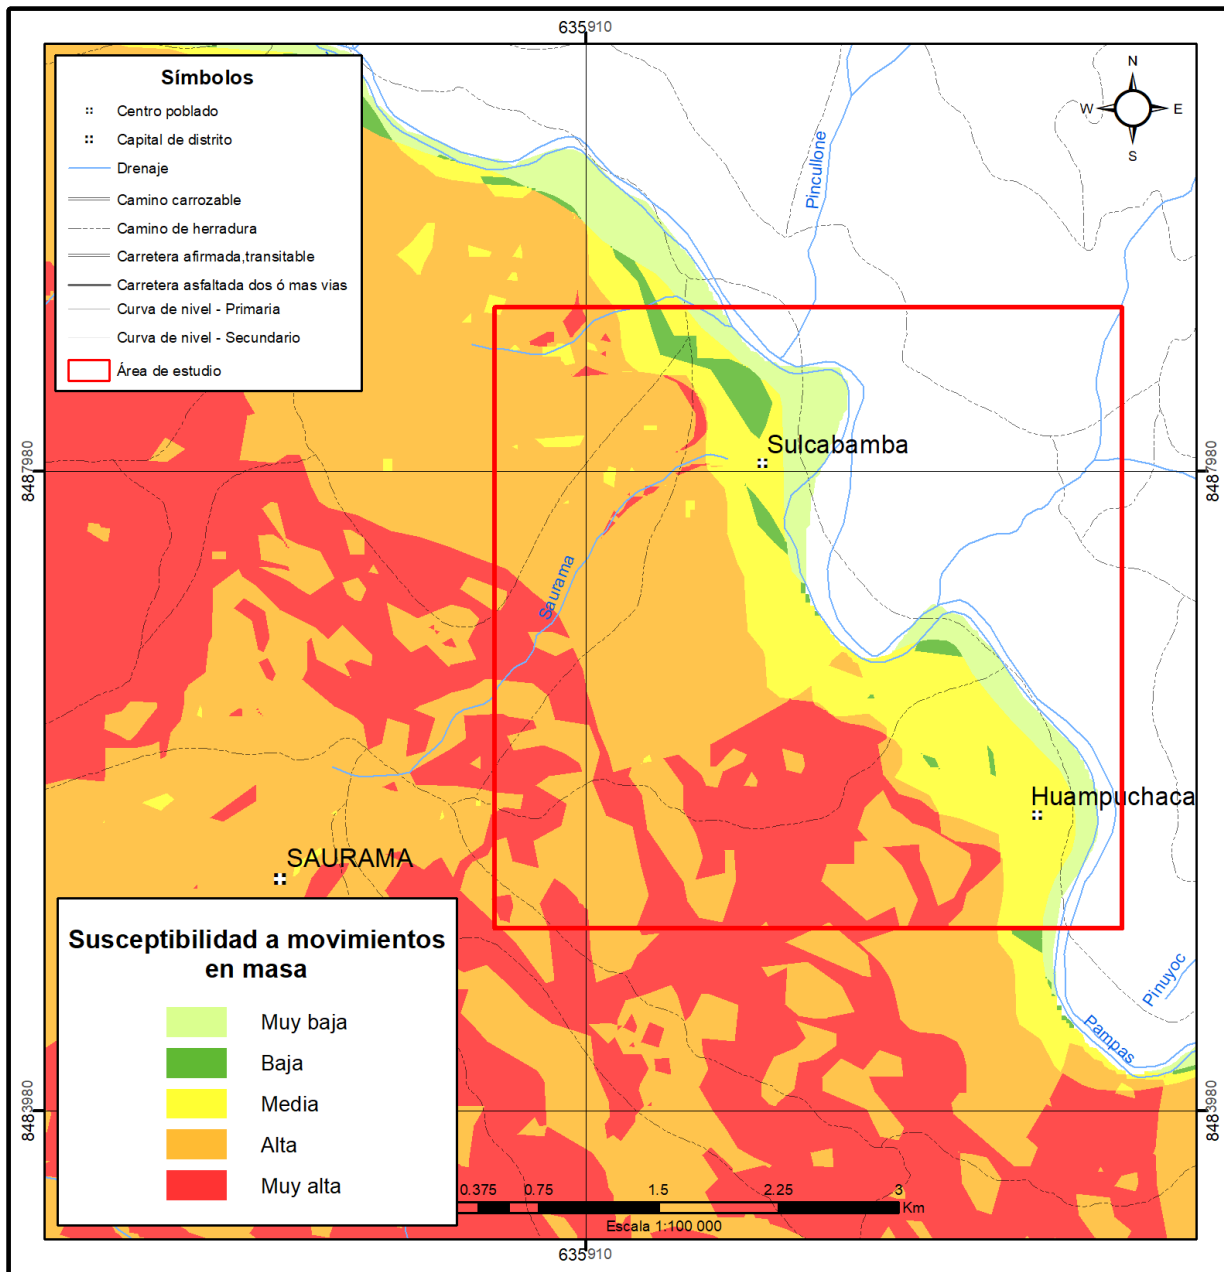 635910
Símbolos
Centro poblado
Capital de distrito
Drenaje
Camino carrozable
Camino de herradura
Carretera afirmada,transitable
Carretera asfaltada dos ó mas vias
Curva de nivel - Primaria
Curva de nivel - Secundario
Área de estudio
N
W
E
S
Pincullone
Sulcabamba
8487980
8487980
Saurama
Huampuchaca
SAURAMA
Susceptibilidad a movimientos
en masa
Muy baja
Baja
Media
Alta
Muy alta
Pinuyoc
Pampas
8483980
8483980
0.375 0.75 1.5 2.25 3
Km
Escala 1:100 000
635910